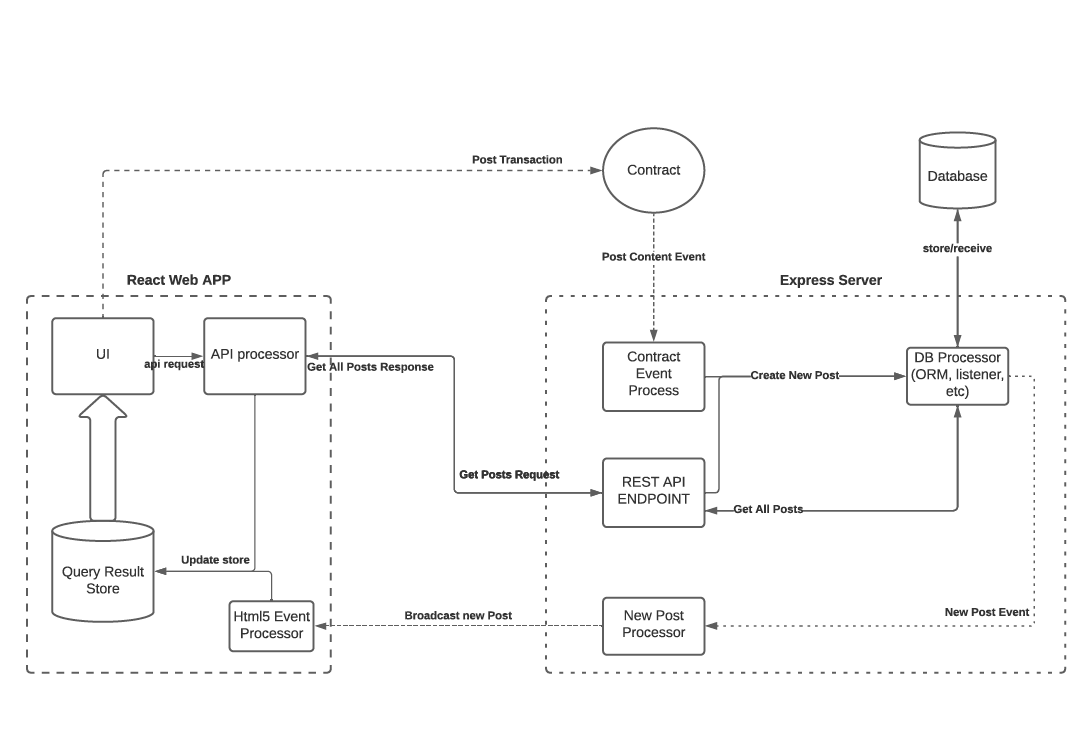 Post Transaction
Contract
Database
Post Content Event
store/receive
React Web APP
Express Server
UI
api request
API processor
Get All Posts Response
Contract
Event
Process
Create New Post
DB Processor
(ORM, listener,
etc)
Get Posts Request
REST API
ENDPOINT
Get All Posts
Query Result
Store
Update store
Html5 Event
Processor
Broadcast new Post
New Post
Processor
New Post Event